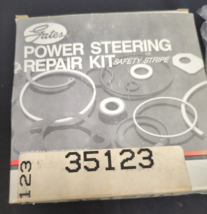 Gates
POWER STEERING
REPAIR KIT SAFETY STRIPE
35123
123